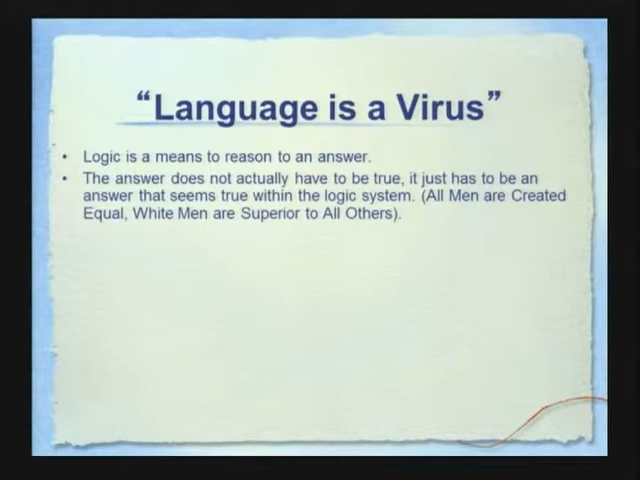 “Language is a Virus”
• Logic is a means to reason to an answer.
• The answer does not actually have to be true, it just has to be an
answer that seems true within the logic system. (All Men are Created
Equal, White Men are Superior to All Others).